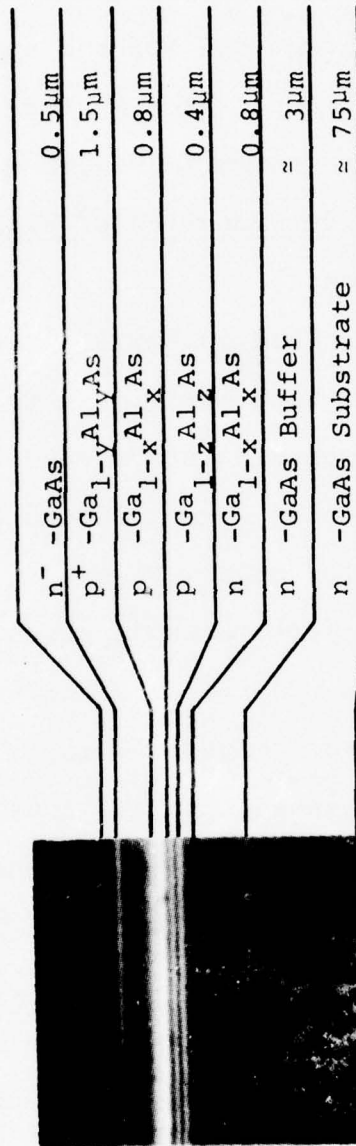 n⁻ -GaAs 0.5μm
p⁺ -Ga₁₋yAlyAs 1.5μm
p -Ga₁₋ₓAlₓAs 0.8μm
p -Ga₁₋zAlzAs 0.4μm
n -Ga₁₋ₓAlₓAs 0.8μm
n -GaAs Buffer ≃ 3μm
n -GaAs Substrate ≃ 75μm